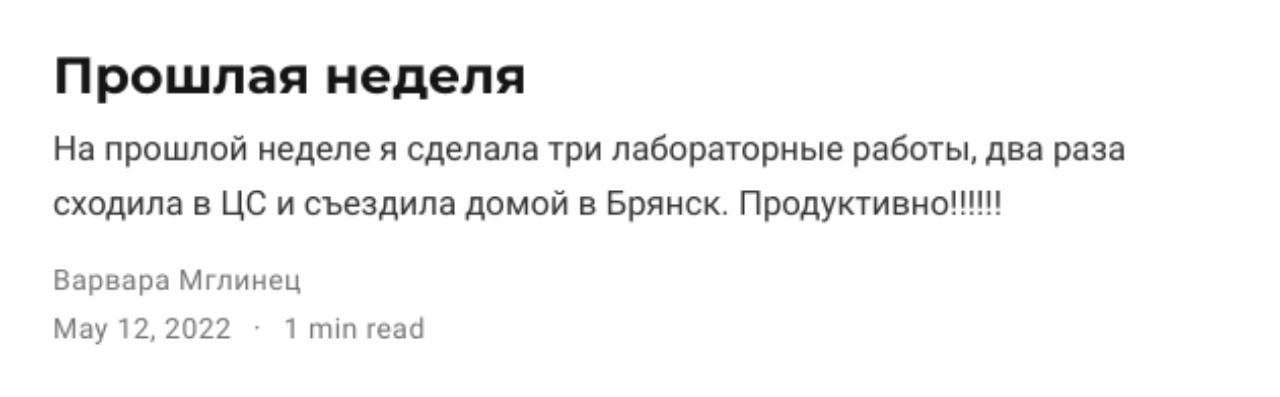 Прошлая неделя
На прошлой неделе я сделала три лабораторные работы, два раза
сходила в ЦС и съездила домой в Брянск. Продуктивно!!!!!!
Варвара Мглинец
May 12, 2022 · 1 min read